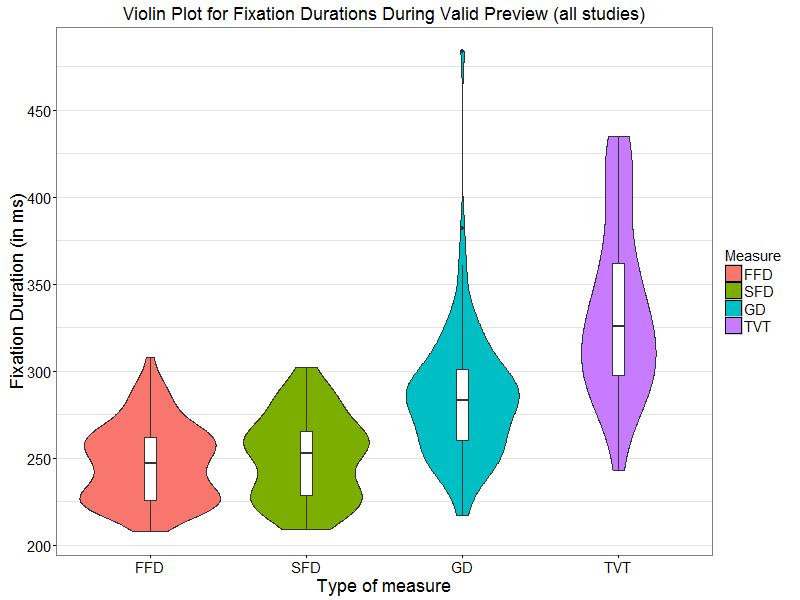 Violin Plot for Fixation Durations During Valid Preview (all studies)
Fixation Duration (in ms)
450
400
350
300
250
200
FFD
SFD
GD
TVT
Type of measure
Measure
FFD
SFD
GD
TVT